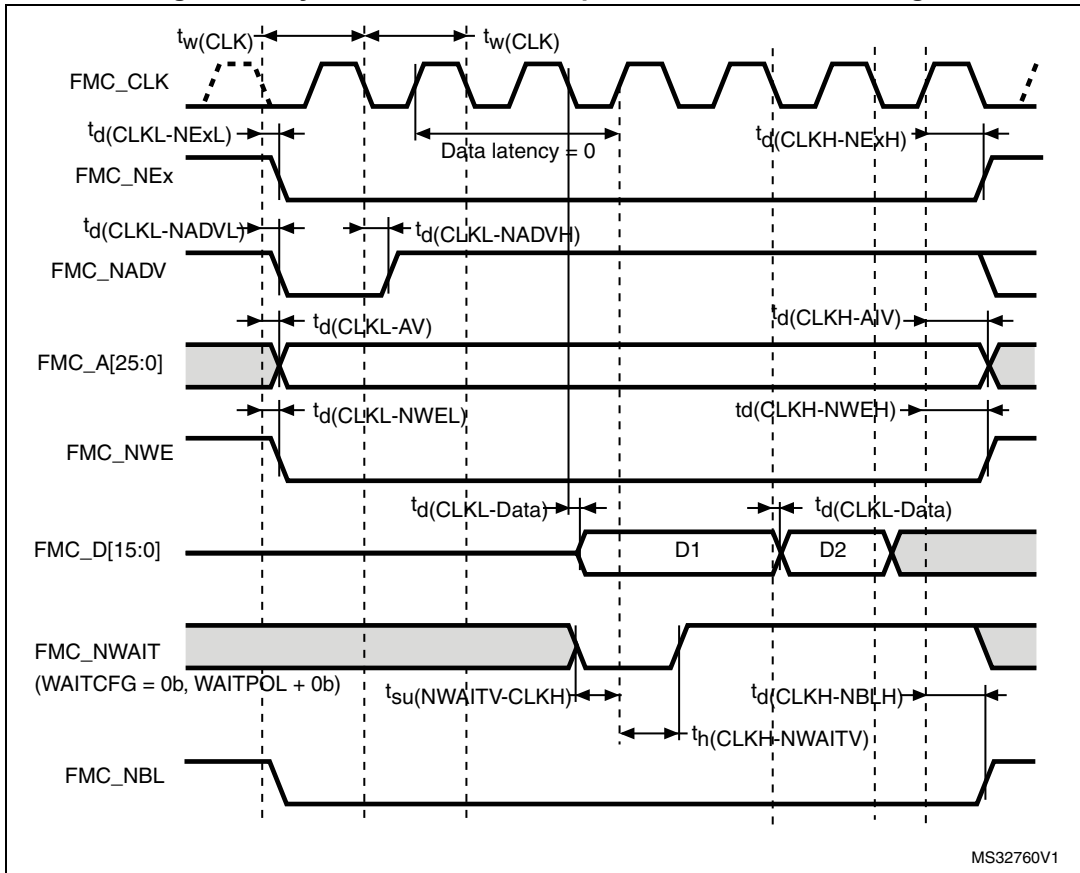 tw(CLK)
tw(CLK)
FMC_CLK
td(CLKL-NExL)
Data latency = 0
td(CLKH-NExH)
FMC_NEx
td(CLKL-NADVL)
td(CLKL-NADVH)
FMC_NADV
td(CLKL-AV)
td(CLKH-AIV)
FMC_A[25:0]
td(CLKL-NWEL)
td(CLKH-NWEH)
FMC_NWE
td(CLKL-Data)
td(CLKL-Data)
FMC_D[15:0]
D1
D2
FMC_NWAIT
(WAITCFG = 0b, WAITPOL + 0b)
tsu(NWAITV-CLKH)
td(CLKH-NBLH)
th(CLKH-NWAITV)
FMC_NBL
MS32760V1